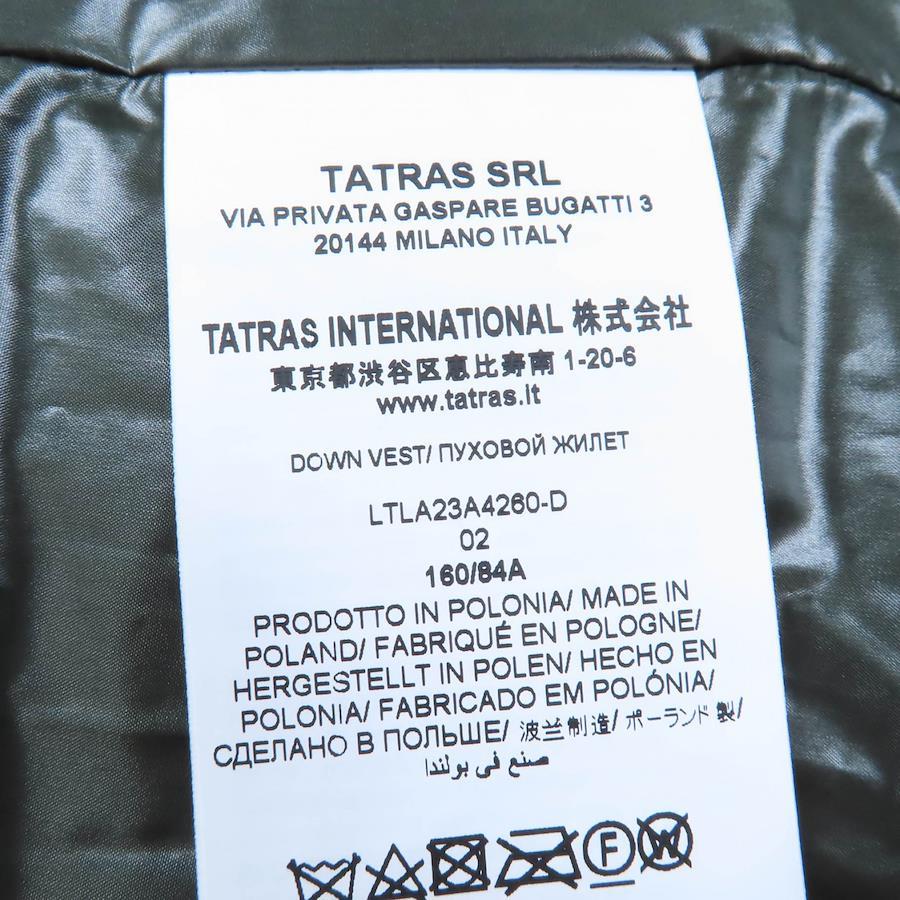 TATRAS SRL
VIA PRIVATA GASPARE BUGATTI 3
20144 MILANO ITALY
TATRAS INTERNATIONAL 株式会社
東京都渋谷区恵比寿南 1-20-6
www.tatras.it
DOWN VEST/ ПУХОВОЙ ЖИЛЕТ
LTLA23A4260-D
02
160/84A
PRODOTTO IN POLONIA/ MADE IN
POLAND/ FABRIQUÉ EN POLOGNE/
HERGESTELLT IN POLEN/ HECHO EN
POLONIA/ FABRICADO EM POLÓNIA/
СДЕЛАНО В ПОЛЬШЕ/ 波兰制造/ ポーランド 製/
صنع في بولندا
F W